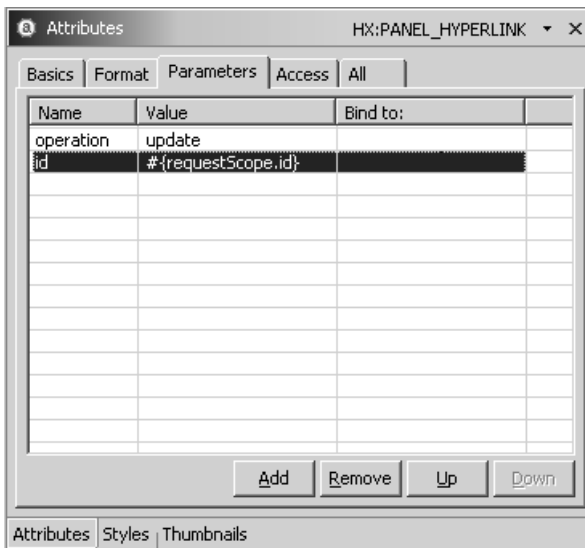 Attributes HX:PANEL_HYPERLINK
Basics Format Parameters Access All
Name Value Bind to:
operation update
id #{requestScope.id}
Add Remove Up Down
Attributes Styles Thumbnails